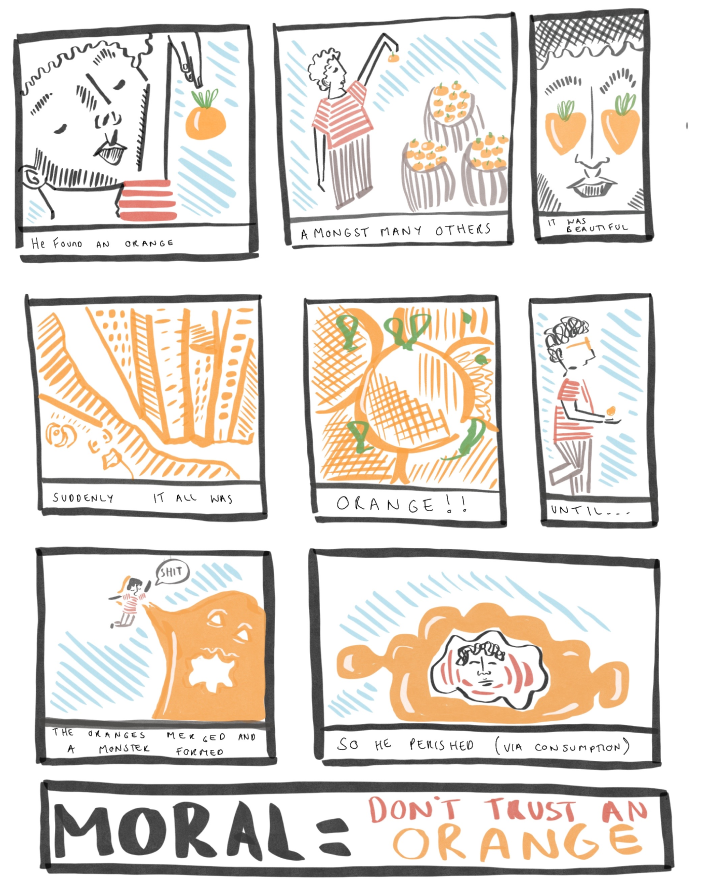 He FOUND AN ORANGE
AMONGST MANY OTHERS
IT WAS
BEAUTIFUL
SUDDENLY IT ALL WAS
ORANGE!!
UNTIL---
SHIT
THE ORANGES MERGED AND
A MONSTER FORMED
SO HE PERISHED (VIA CONSUMPTION)
MORAL = DON'T TRUST AN
ORANGE